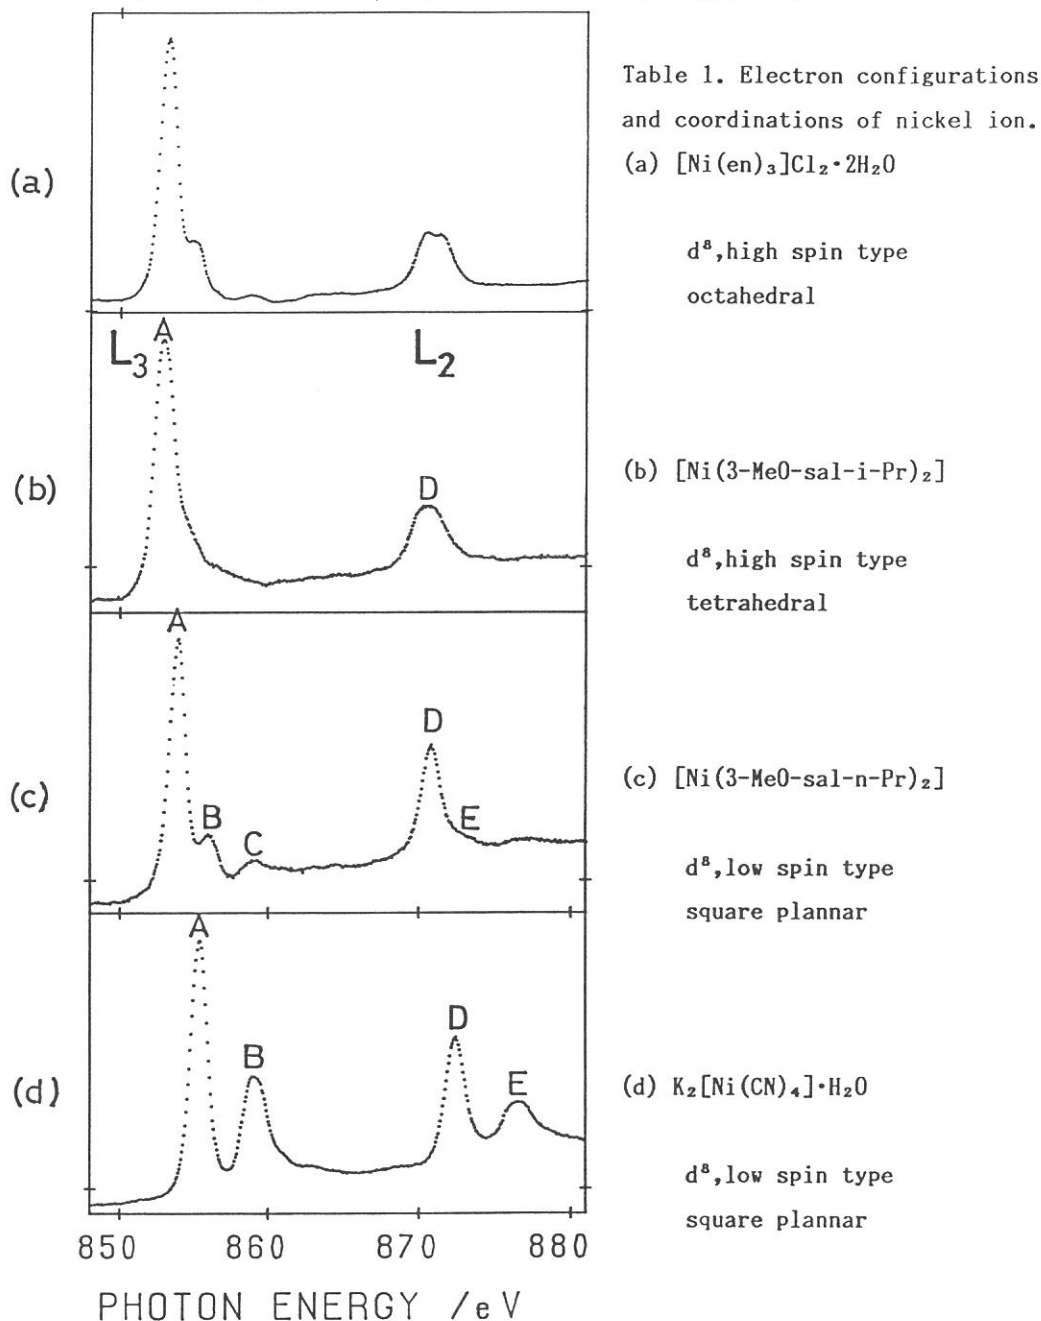 Table 1. Electron configurations
and coordinations of nickel ion.
(a)
(a) [Ni(en)₃]Cl₂·2H₂O
d⁸,high spin type
octahedral
A
L₃
L₂
(b)
D
(b) [Ni(3-MeO-sal-i-Pr)₂]
d⁸,high spin type
tetrahedral
A
D
(c)
B
C
E
(c) [Ni(3-MeO-sal-n-Pr)₂]
d⁸,low spin type
square plannar
A
D
(d)
B
E
(d) K₂[Ni(CN)₄]·H₂O
d⁸,low spin type
square plannar
850 860 870 880
PHOTON ENERGY /eV